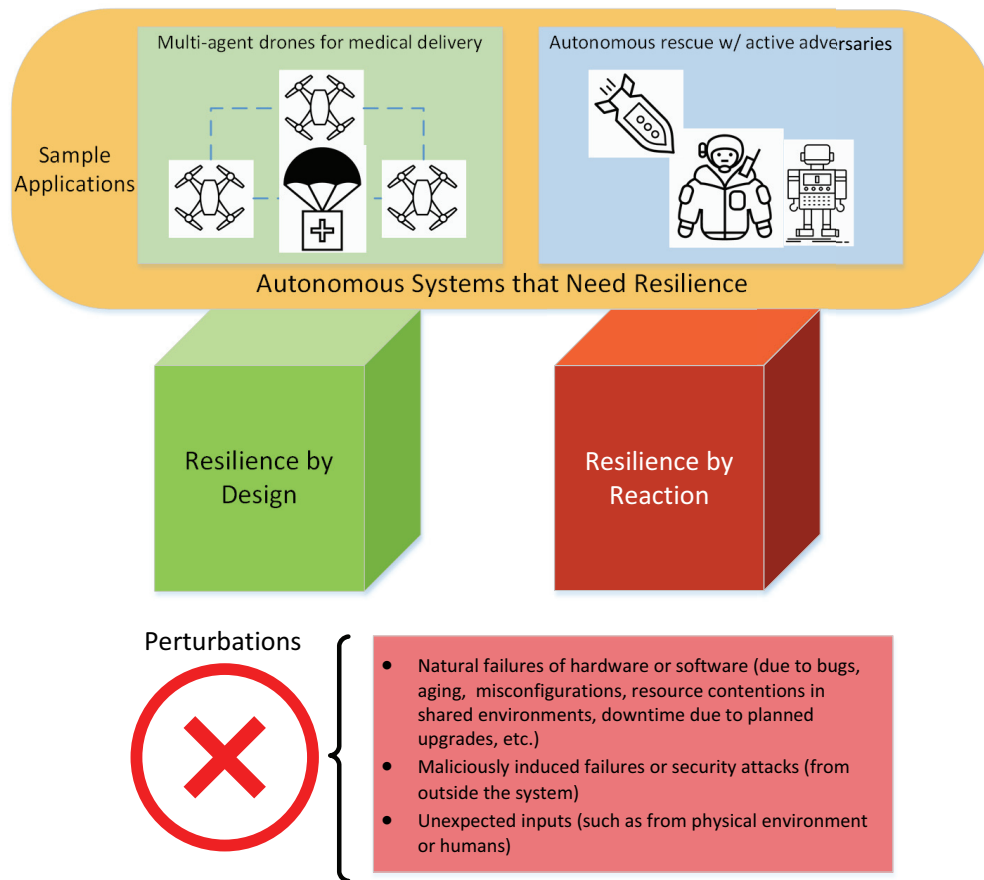 Multi-agent drones for medical delivery
Autonomous rescue w/ active adversaries
Sample
Applications
Autonomous Systems that Need Resilience
Resilience by
Design
Resilience by
Reaction
Perturbations
• Natural failures of hardware or software (due to bugs,
aging, misconfigurations, resource contentions in
shared environments, downtime due to planned
upgrades, etc.)
• Maliciously induced failures or security attacks (from
outside the system)
• Unexpected inputs (such as from physical environment
or humans)